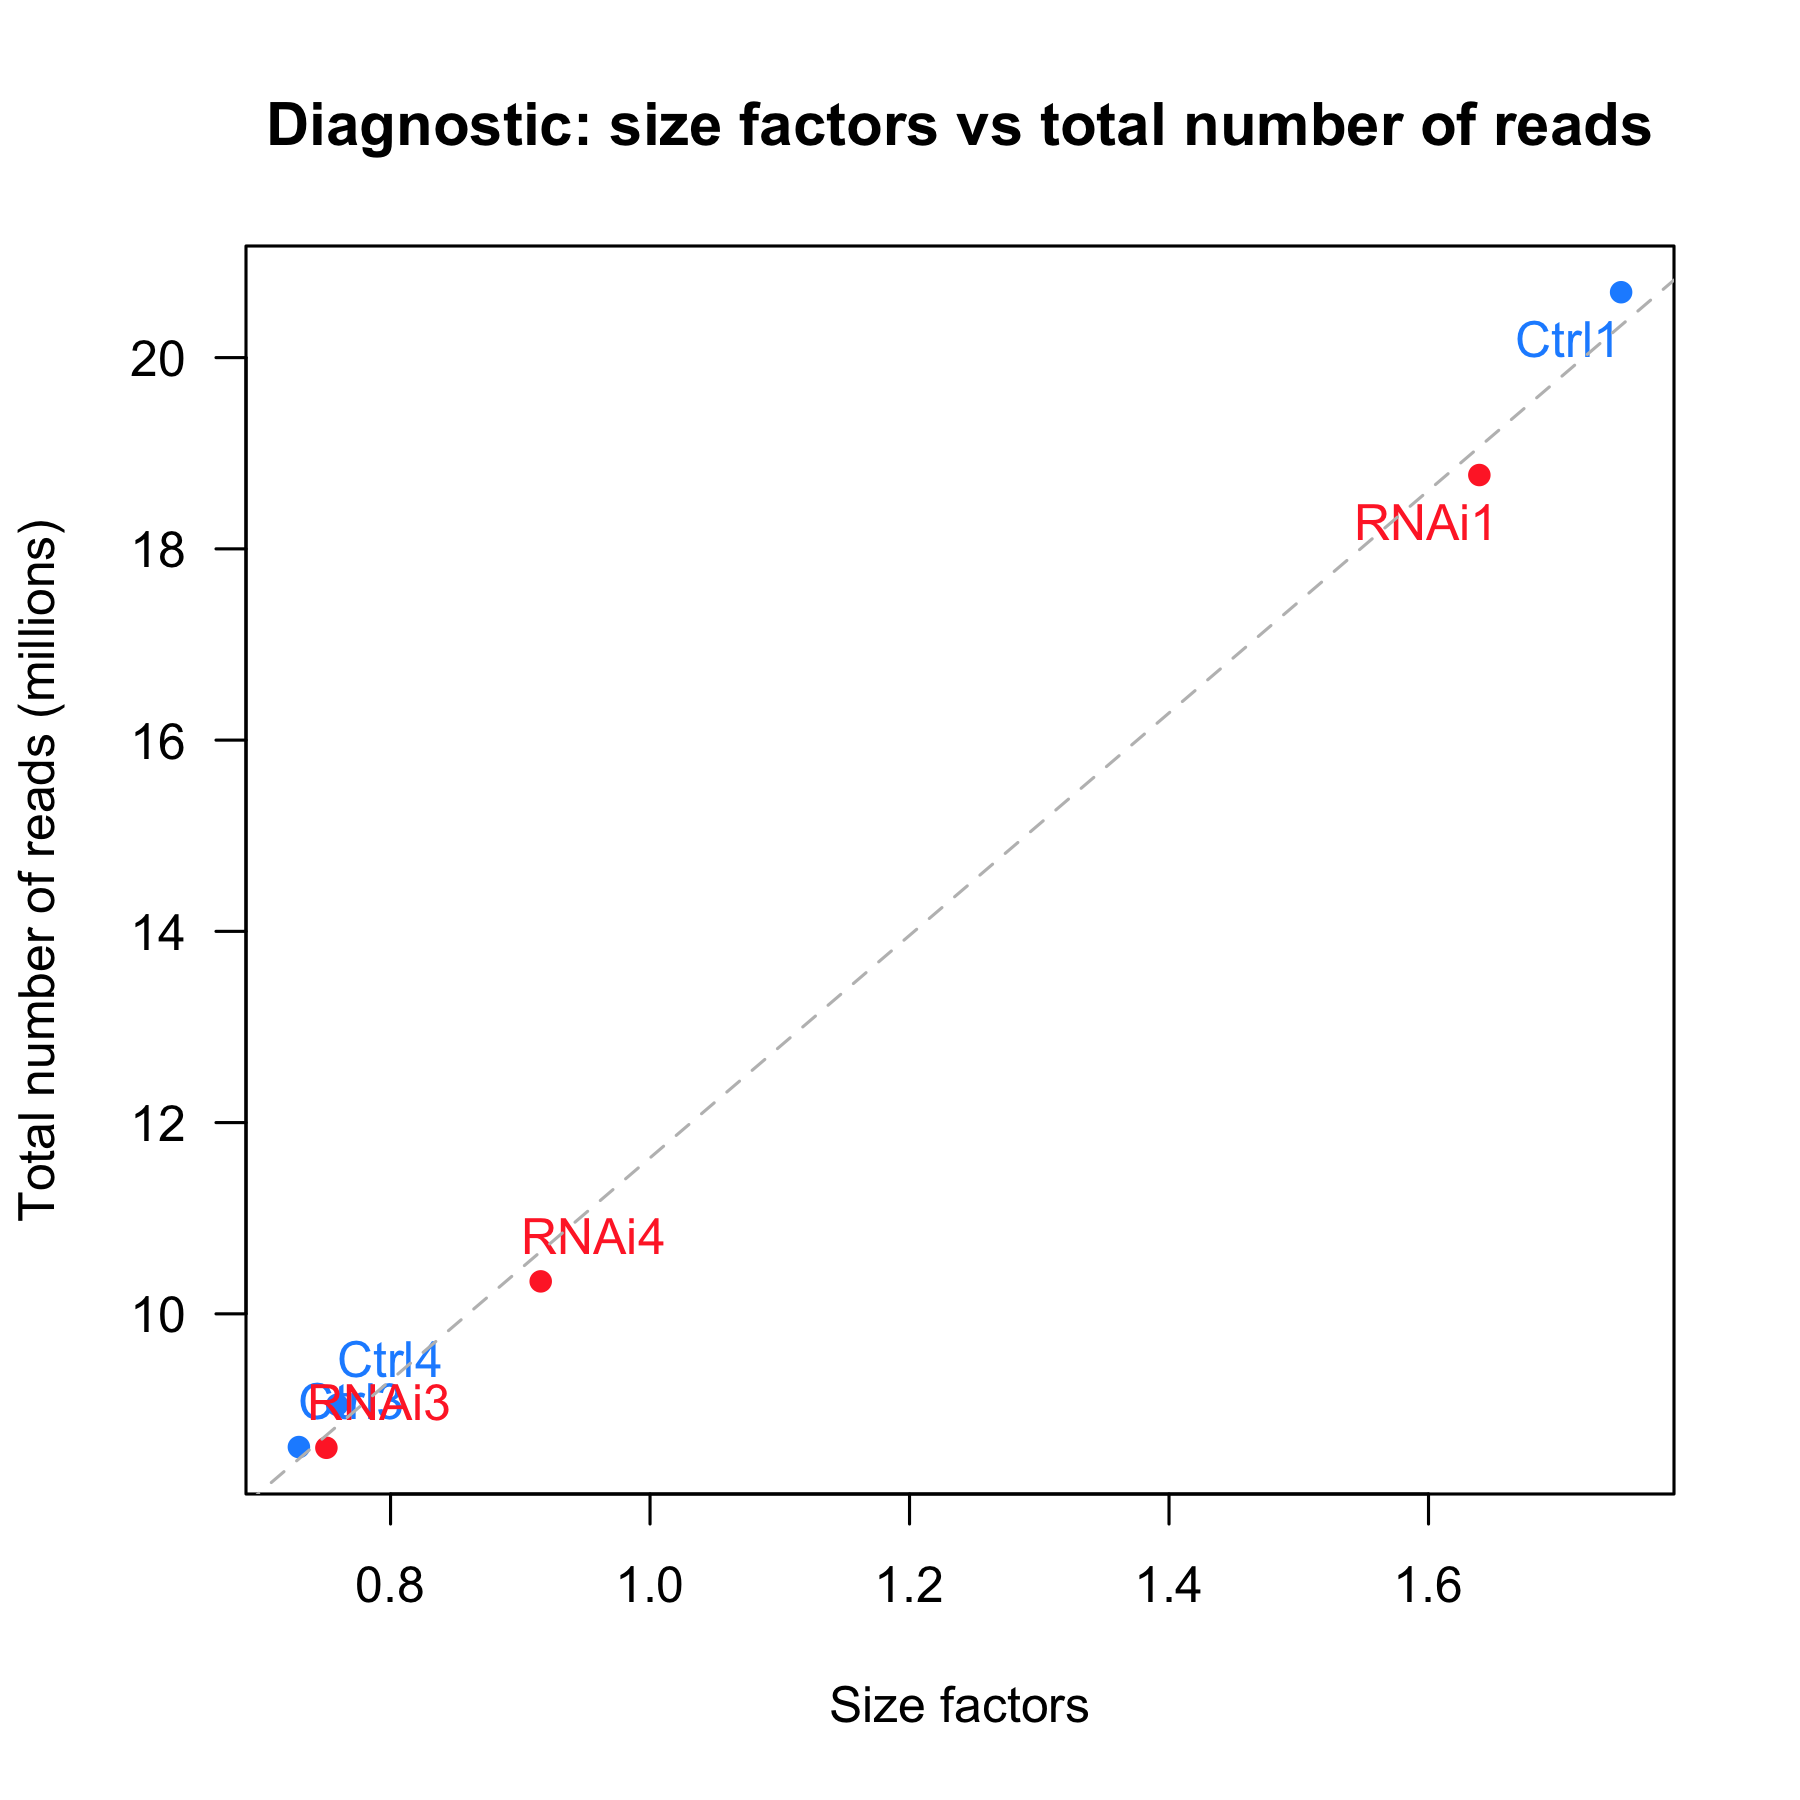 Diagnostic: size factors vs total number of reads
Total number of reads (millions)
20
18
16
14
12
10
Ctrl1
RNAi1
RNAi4
Ctrl4
Ctrl3
RNAi3
0.8
1.0
1.2
1.4
1.6
Size factors